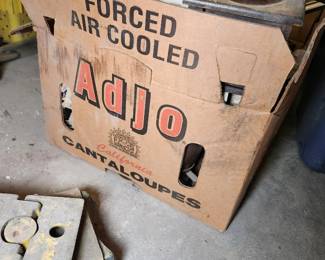 FORCED
AIR COOLED
AdJo
California
CANTALOUPES